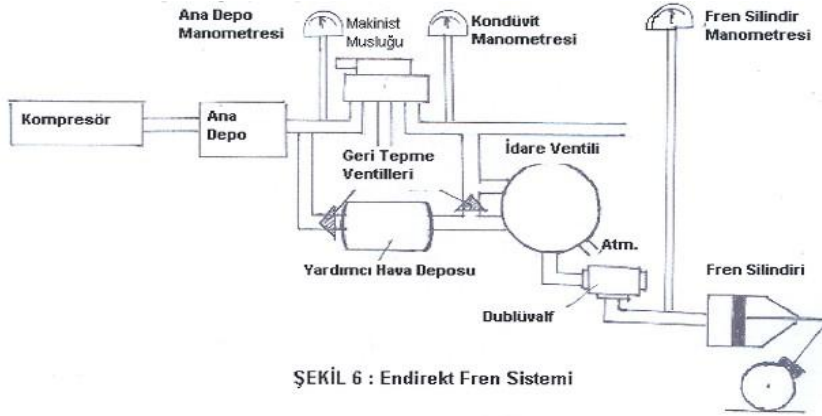 Ana Depo
Manometresi
Makinist
Musluğu
Kondüvit
Manometresi
Fren Silindir
Manometresi
Kompresör
Ana
Depo
Geri Tepme
Ventilleri
İdare Ventili
Atm.
Yardımcı Hava Deposu
Dublüvalf
Fren Silindiri
ŞEKİL 6 : Endirekt Fren Sistemi